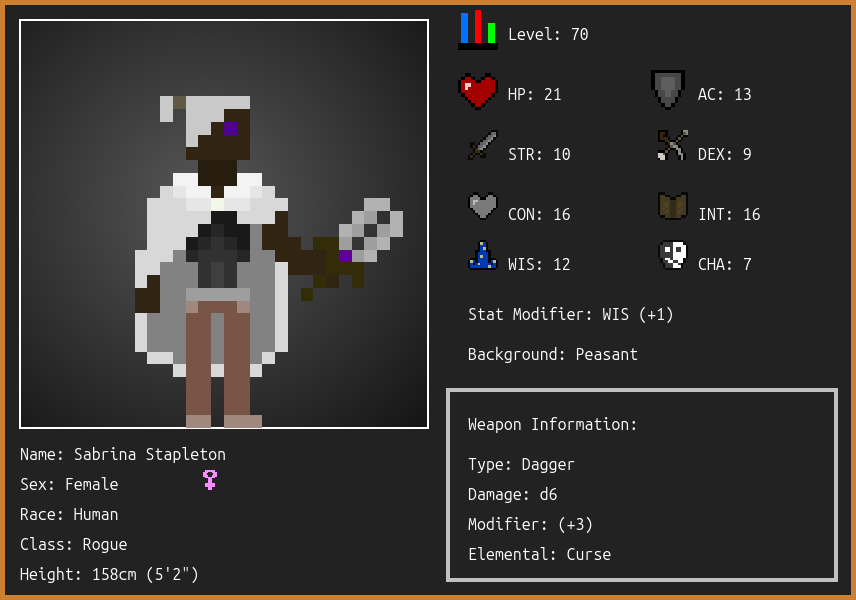 Level: 70
HP: 21
AC: 13
STR: 10
DEX: 9
CON: 16
INT: 16
WIS: 12
CHA: 7
Stat Modifier: WIS (+1)
Background: Peasant
Weapon Information:
Type: Dagger
Damage: d6
Modifier: (+3)
Elemental: Curse
Name: Sabrina Stapleton
Sex: Female
Race: Human
Class: Rogue
Height: 158cm (5'2")